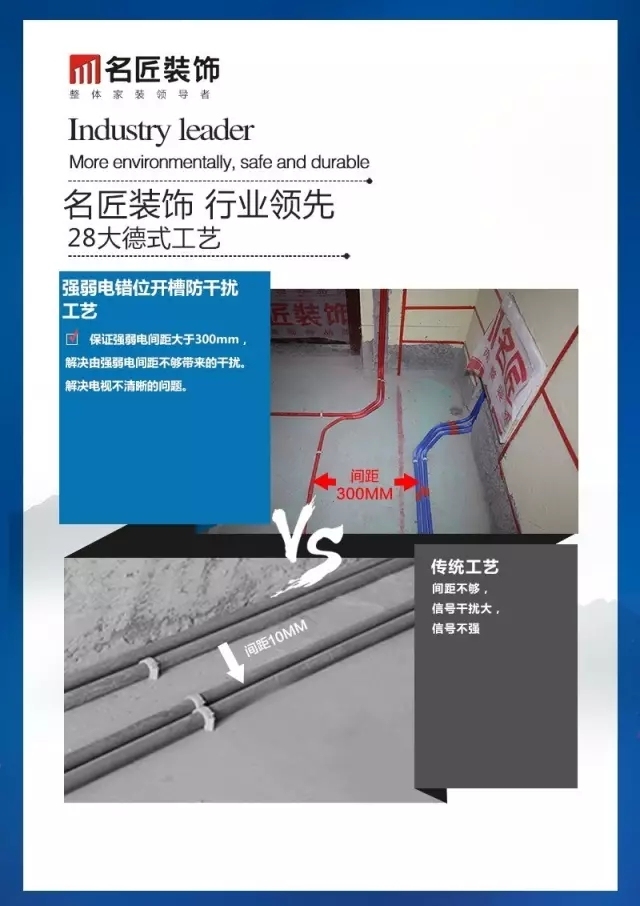 名匠装饰
整体家装领导者
Industry leader
More environmentally, safe and durable
名匠装饰 行业领先
28大德式工艺
强弱电错位开槽防干扰
工艺
保证强弱电间距大于300mm，
解决由强弱电间距不够带来的干扰。
解决电视不清晰的问题。
匠装饰
名匠
间距
300MM
VS
间距10MM
传统工艺
间距不够，
信号干扰大，
信号不强